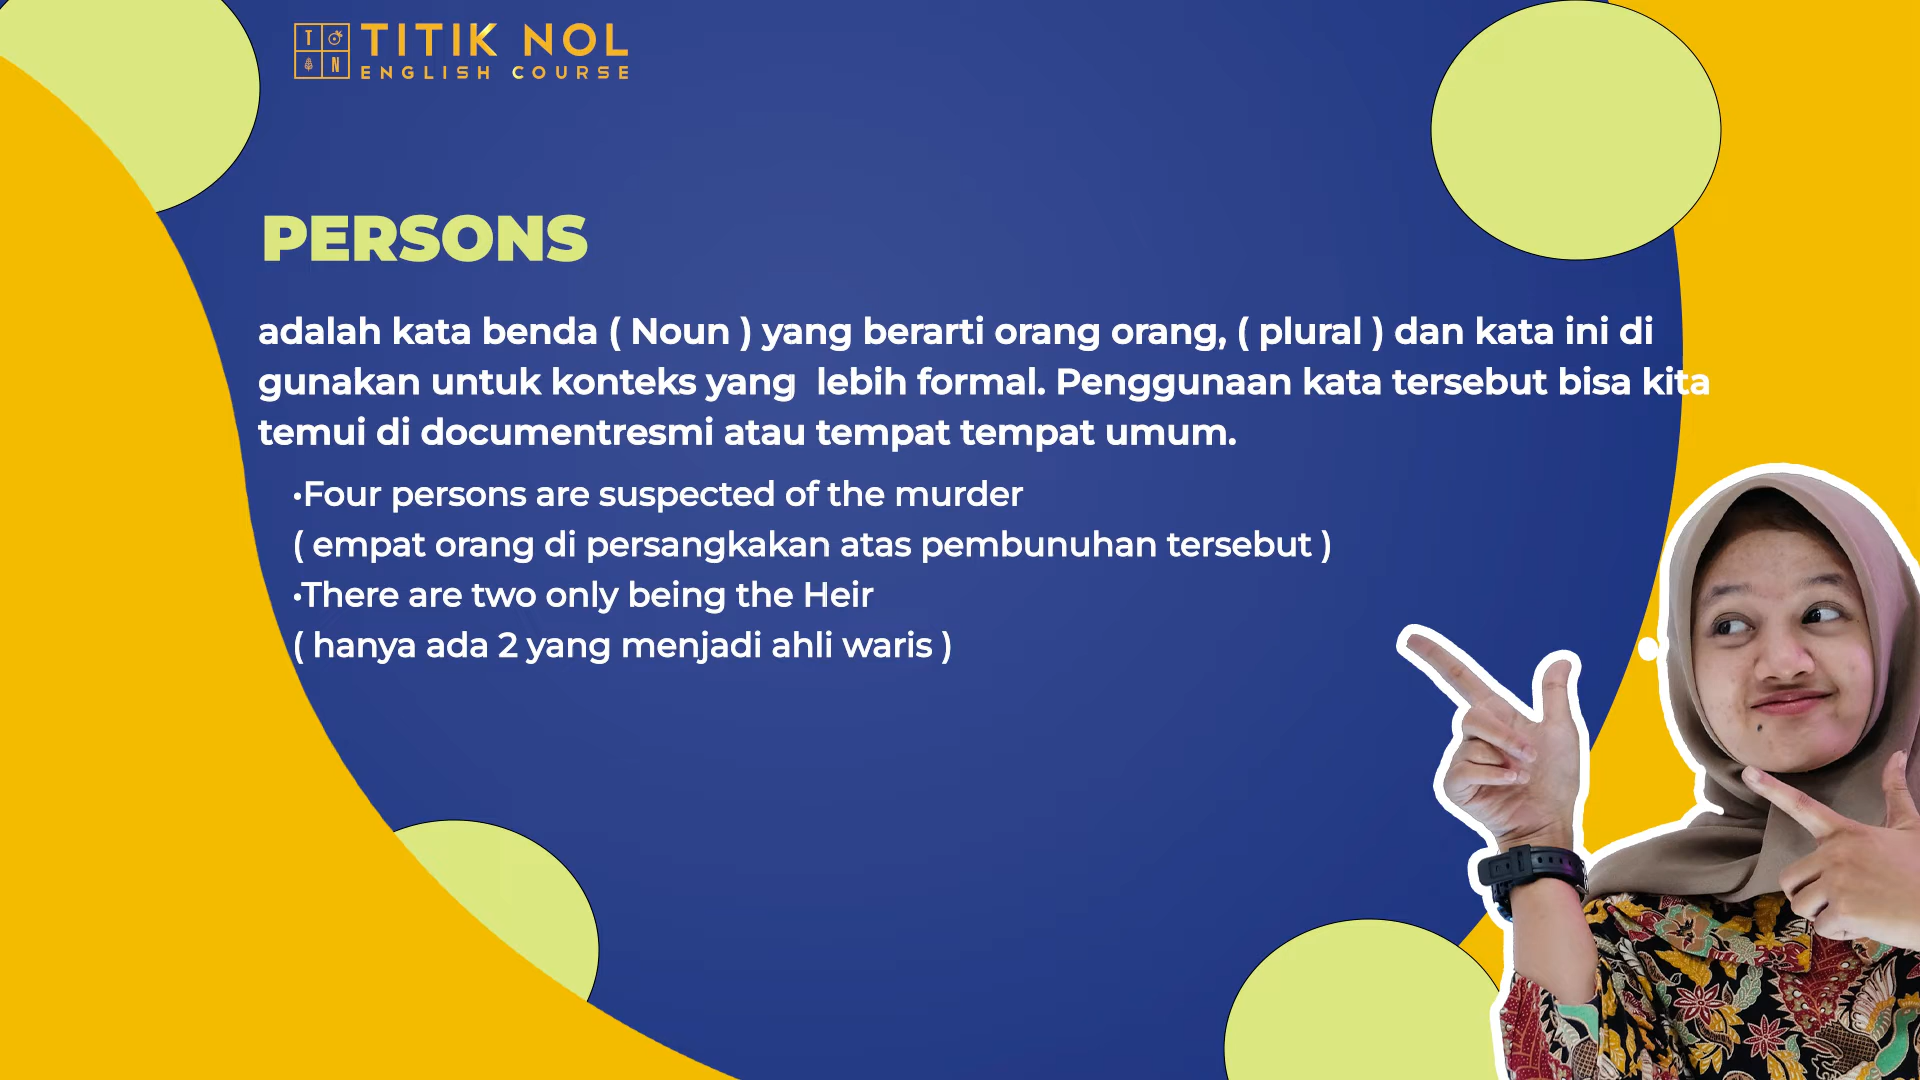 T
N
TITIK NOL
ENGLISH COURSE
PERSONS
adalah kata benda ( Noun ) yang berarti orang orang, ( plural ) dan kata ini di
gunakan untuk konteks yang  lebih formal. Penggunaan kata tersebut bisa kita
temui di documentresmi atau tempat tempat umum.
•Four persons are suspected of the murder
( empat orang di persangkakan atas pembunuhan tersebut )
•There are two only being the Heir
( hanya ada 2 yang menjadi ahli waris )